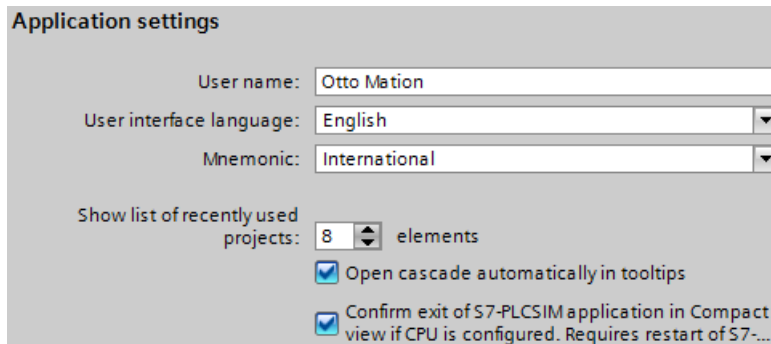 Application settings
User name: Otto Mation
User interface language: English
Mnemonic: International
Show list of recently used
projects: 8 elements
Open cascade automatically in tooltips
Confirm exit of S7-PLCSIM application in Compact
view if CPU is configured. Requires restart of S7-...